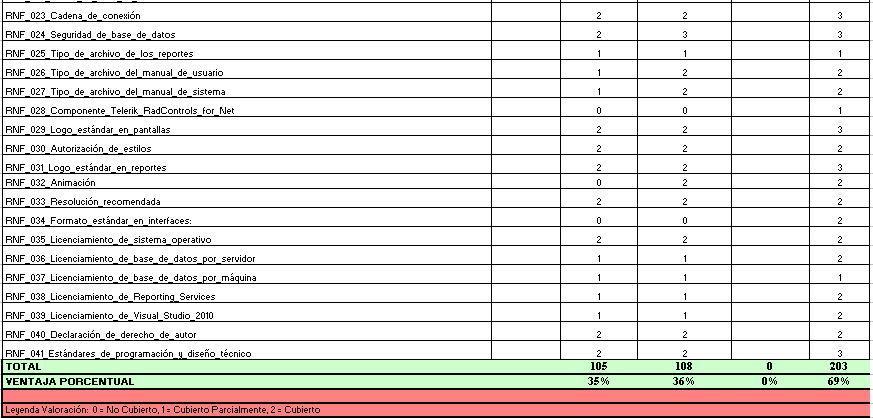 RNF_023_Cadena_de_conexión 2 2 3
RNF_024_Seguridad_de_base_de_datos 2 3 3
RNF_025_Tipo_de_archivo_de_los_reportes 1 1 1
RNF_026_Tipo_de_archivo_del_manual_de_usuario 1 2 2
RNF_027_Tipo_de_archivo_del_manual_de_sistema 1 2 2
RNF_028_Componente_Telerik_RadControls_for_Net 0 0 1
RNF_029_Logo_estándar_en_pantallas 2 2 3
RNF_030_Autorización_de_estilos 2 2 2
RNF_031_Logo_estándar_en_reportes 2 2 3
RNF_032_Animación 0 2 2
RNF_033_Resolución_recomendada 2 2 2
RNF_034_Formato_estándar_en_interfaces: 0 0 2
RNF_035_Licenciamiento_de_sistema_operativo 2 2 2
RNF_036_Licenciamiento_de_base_de_datos_por_servidor 1 1 2
RNF_037_Licenciamiento_de_base_de_datos_por_máquina 1 1 1
RNF_038_Licenciamiento_de_Reporting_Services 1 1 2
RNF_039_Licenciamiento_de_Visual_Studio_2010 1 1 2
RNF_040_Declaración_de_derecho_de_autor 2 2 2
RNF_041_Estándares_de_programación_y_diseño_técnico 2 2 3
TOTAL 105 108 0 203
VENTAJA PORCENTUAL 35% 36% 0% 69%
Leyenda Valoración: 0 = No Cubierto, 1= Cubierto Parcialmente, 2 = Cubierto